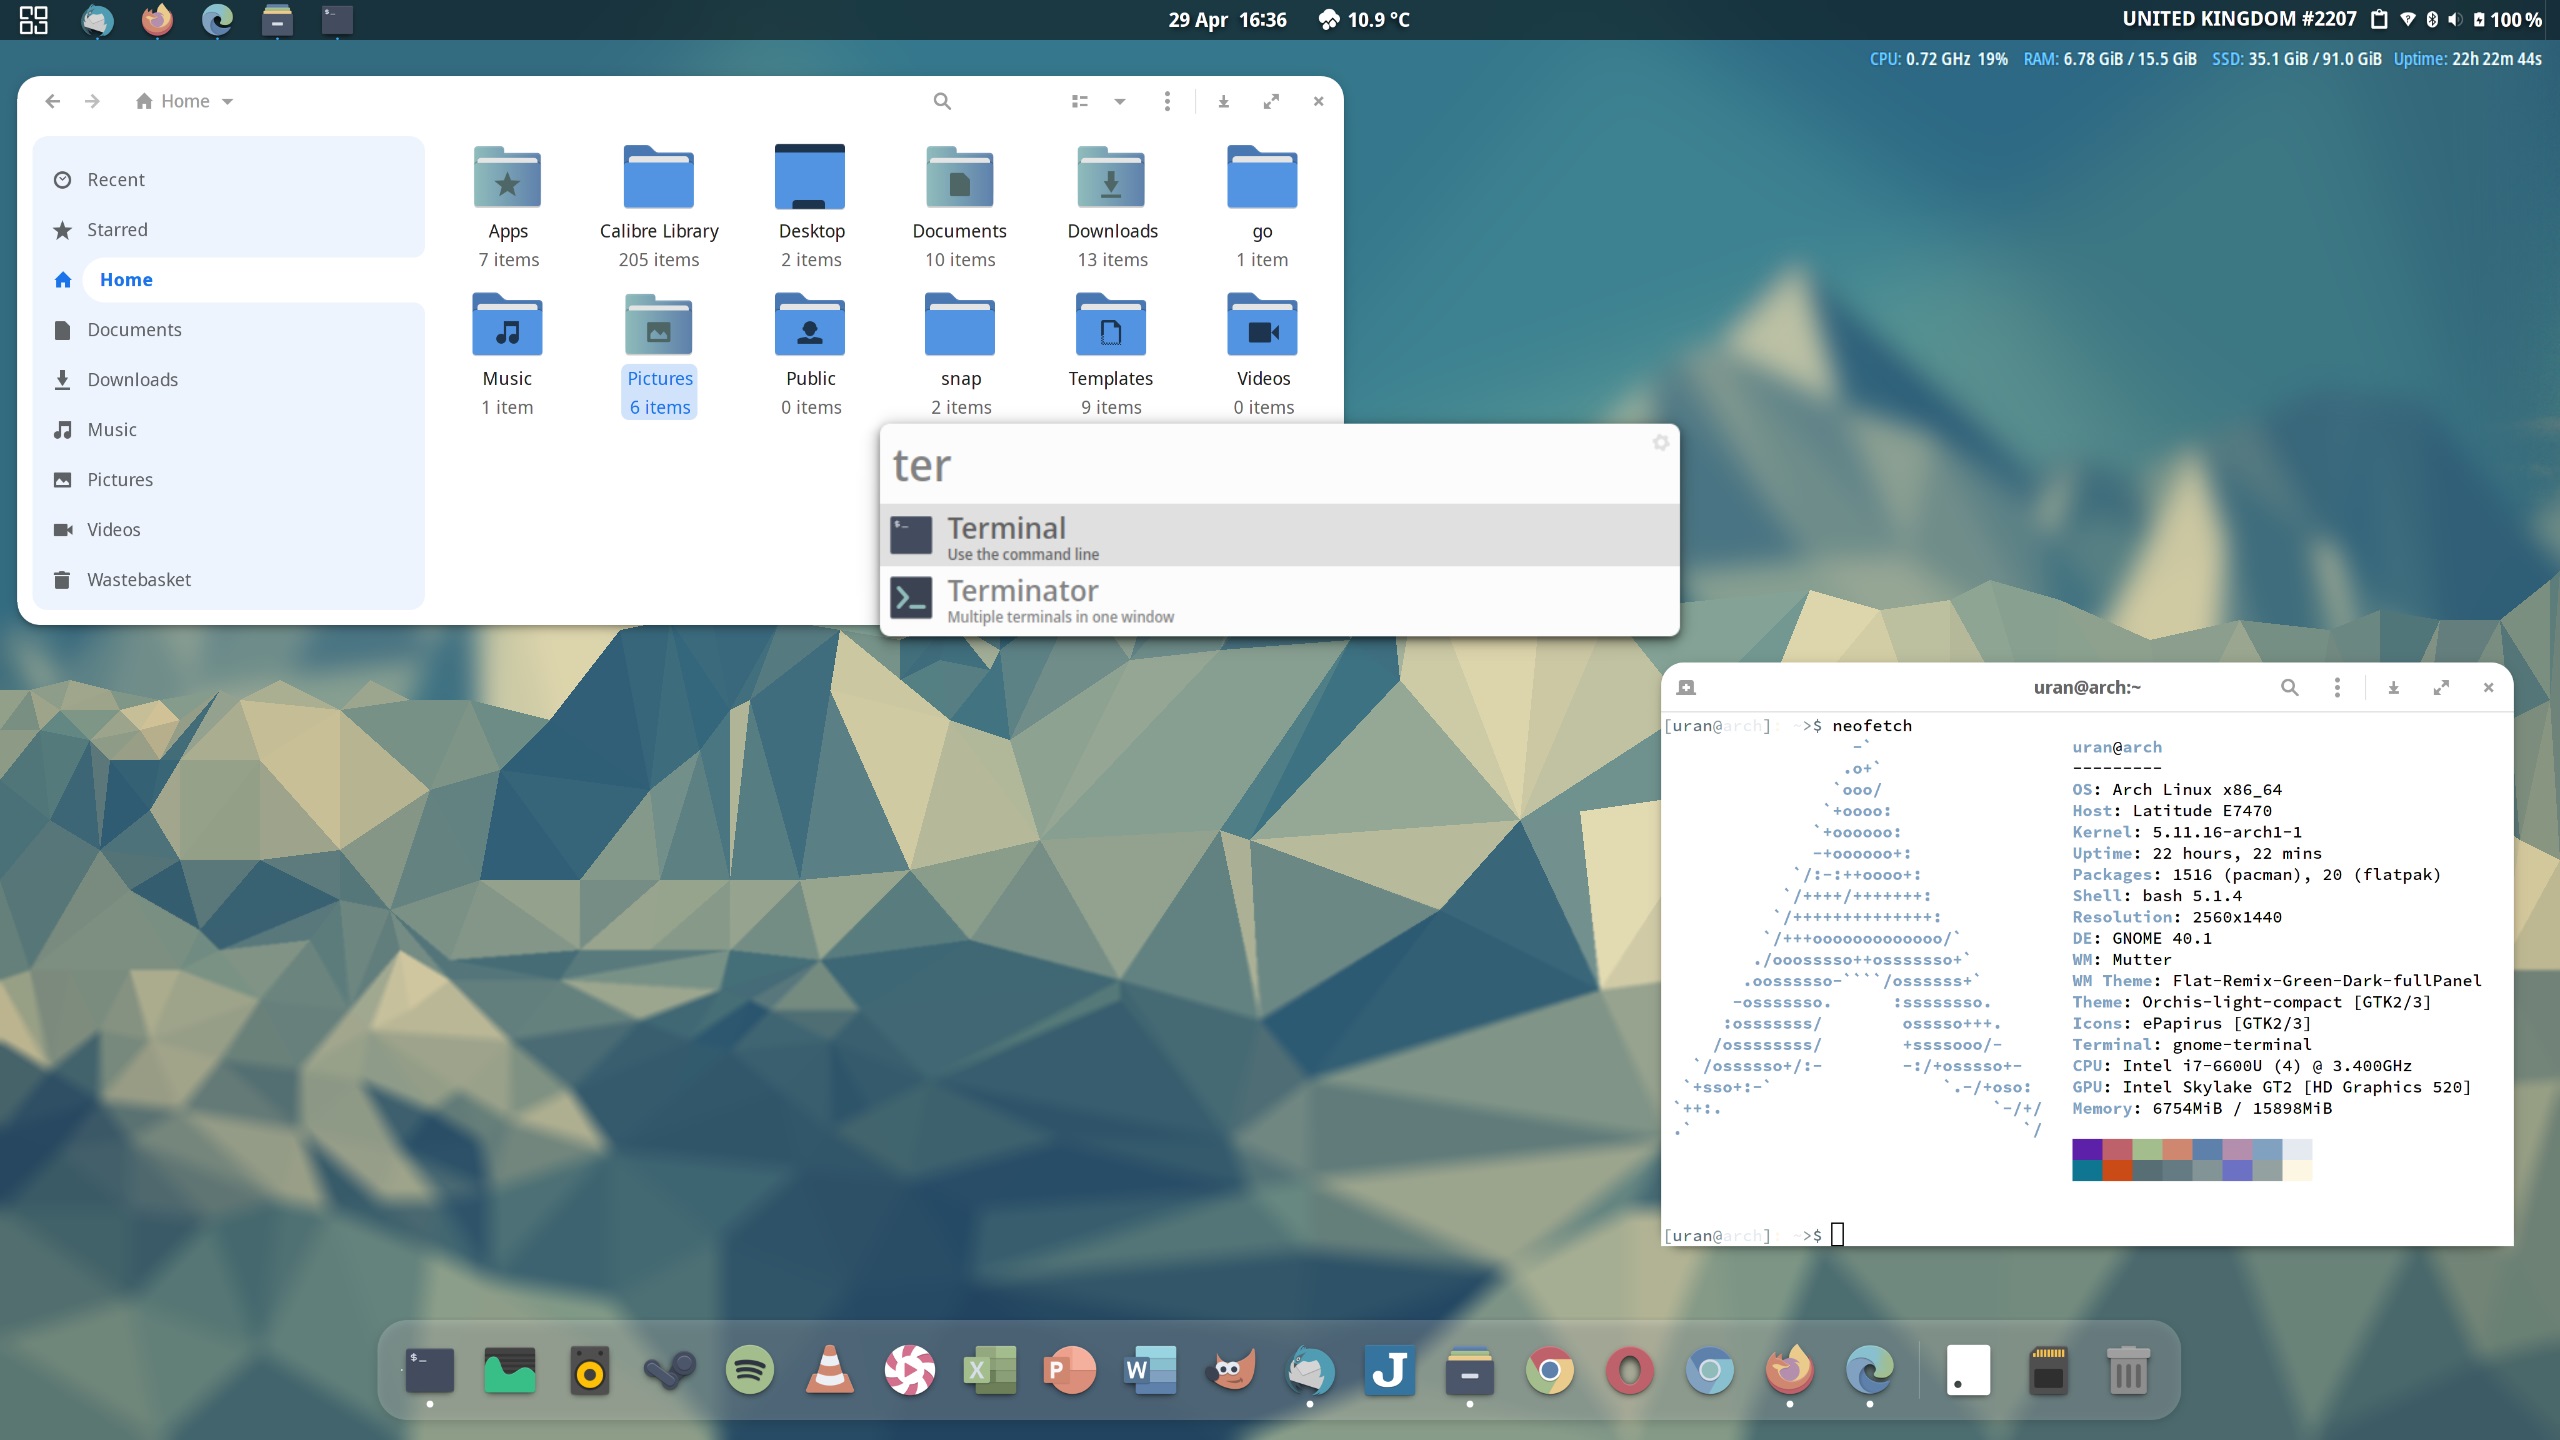 29 Apr 16:36 10.9 °C UNITED KINGDOM #2207 100 %
CPU: 0.72 GHz 19% RAM: 6.78 GiB / 15.5 GiB SSD: 35.1 GiB / 91.0 GiB Uptime: 22h 22m 44s
Home
Recent
Starred
Home
Documents
Downloads
Music
Pictures
Videos
Wastebasket
Apps Calibre Library Desktop Documents Downloads go
7 items 205 items 2 items 10 items 13 items 1 item
Music Pictures Public snap Templates Videos
1 item 6 items 0 items 2 items 9 items 0 items
ter
Terminal
Use the command line
Terminator
Multiple terminals in one window
uran@arch:~
[uran@arch]: ~>$ neofetch
uran@arch
---------
OS: Arch Linux x86_64
Host: Latitude E7470
Kernel: 5.11.16-arch1-1
Uptime: 22 hours, 22 mins
Packages: 1516 (pacman), 20 (flatpak)
Shell: bash 5.1.4
Resolution: 2560x1440
DE: GNOME 40.1
WM: Mutter
WM Theme: Flat-Remix-Green-Dark-fullPanel
Theme: Orchis-light-compact [GTK2/3]
Icons: ePapirus [GTK2/3]
Terminal: gnome-terminal
CPU: Intel i7-6600U (4) @ 3.400GHz
GPU: Intel Skylake GT2 [HD Graphics 520]
Memory: 6754MiB / 15898MiB
[uran@arch]: ~>$
$_ X P W J